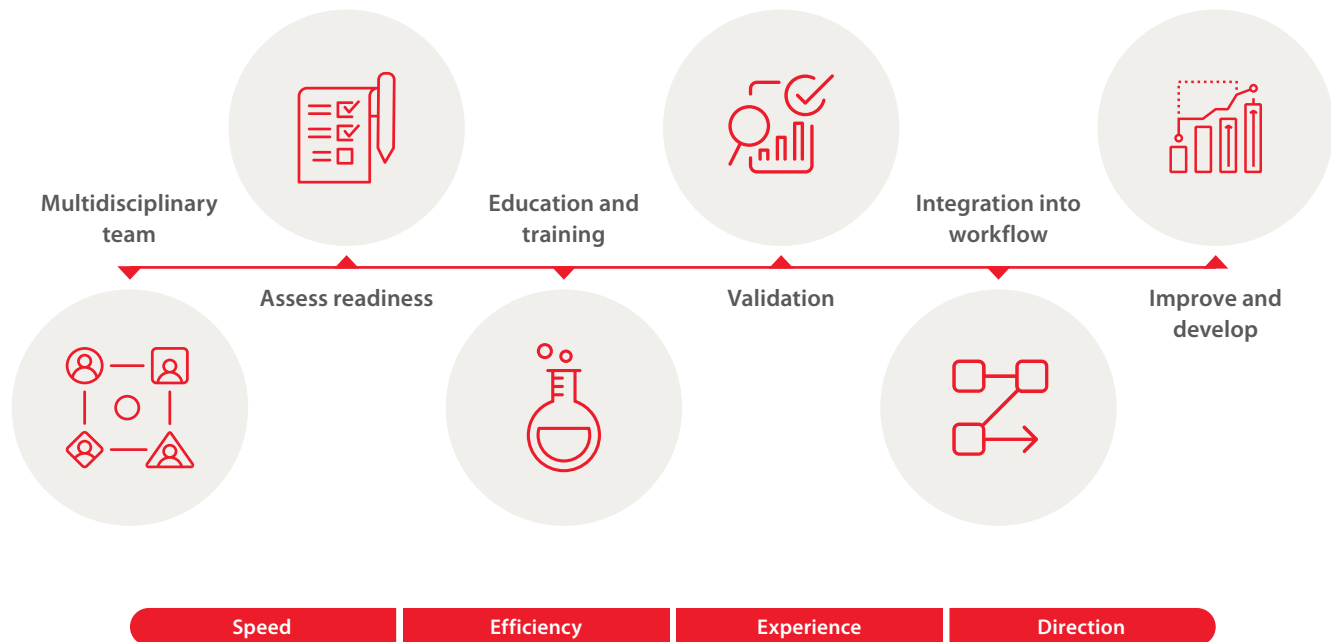 Multidisciplinary
team
Assess readiness
Education and
training
Validation
Integration into
workflow
Improve and
develop
Speed
Efficiency
Experience
Direction